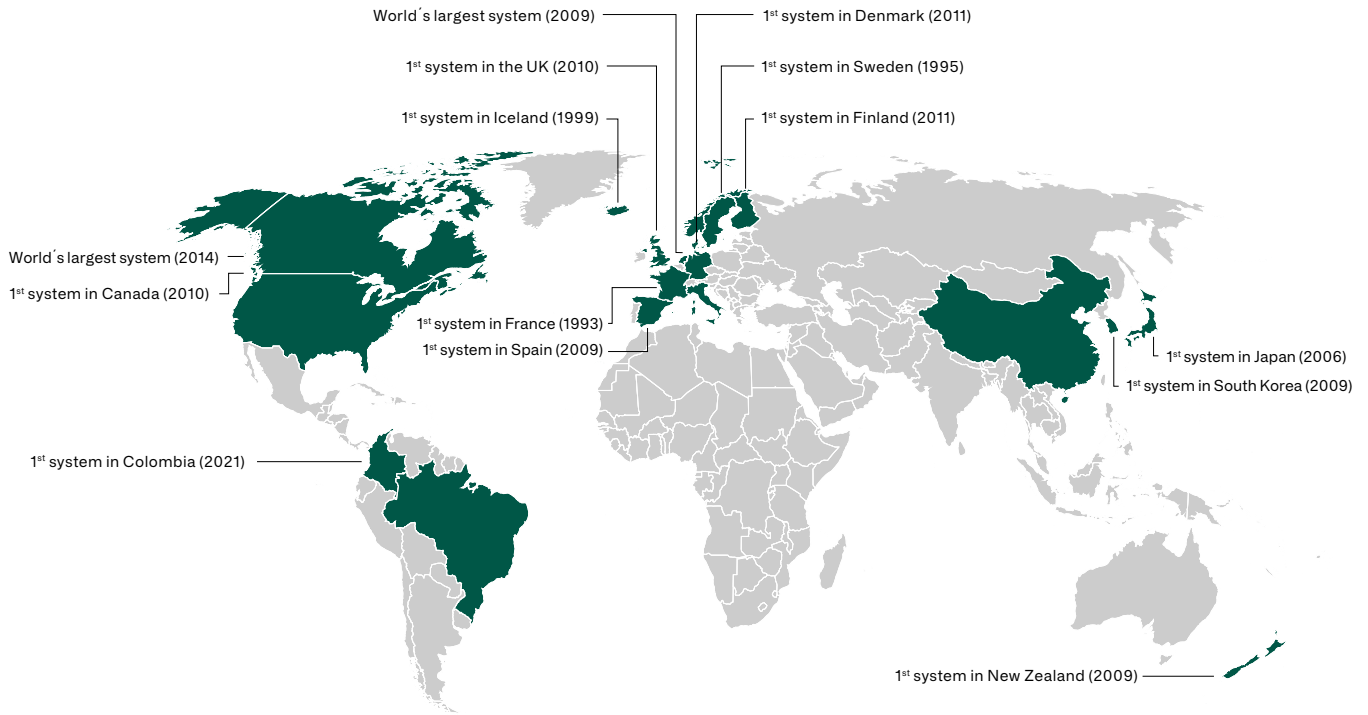 World´s largest system (2009)
1st system in Denmark (2011)
1st system in the UK (2010)
1st system in Sweden (1995)
1st system in Iceland (1999)
1st system in Finland (2011)
World´s largest system (2014)
1st system in Canada (2010)
1st system in France (1993)
1st system in Spain (2009)
1st system in Japan (2006)
1st system in South Korea (2009)
1st system in Colombia (2021)
1st system in New Zealand (2009)